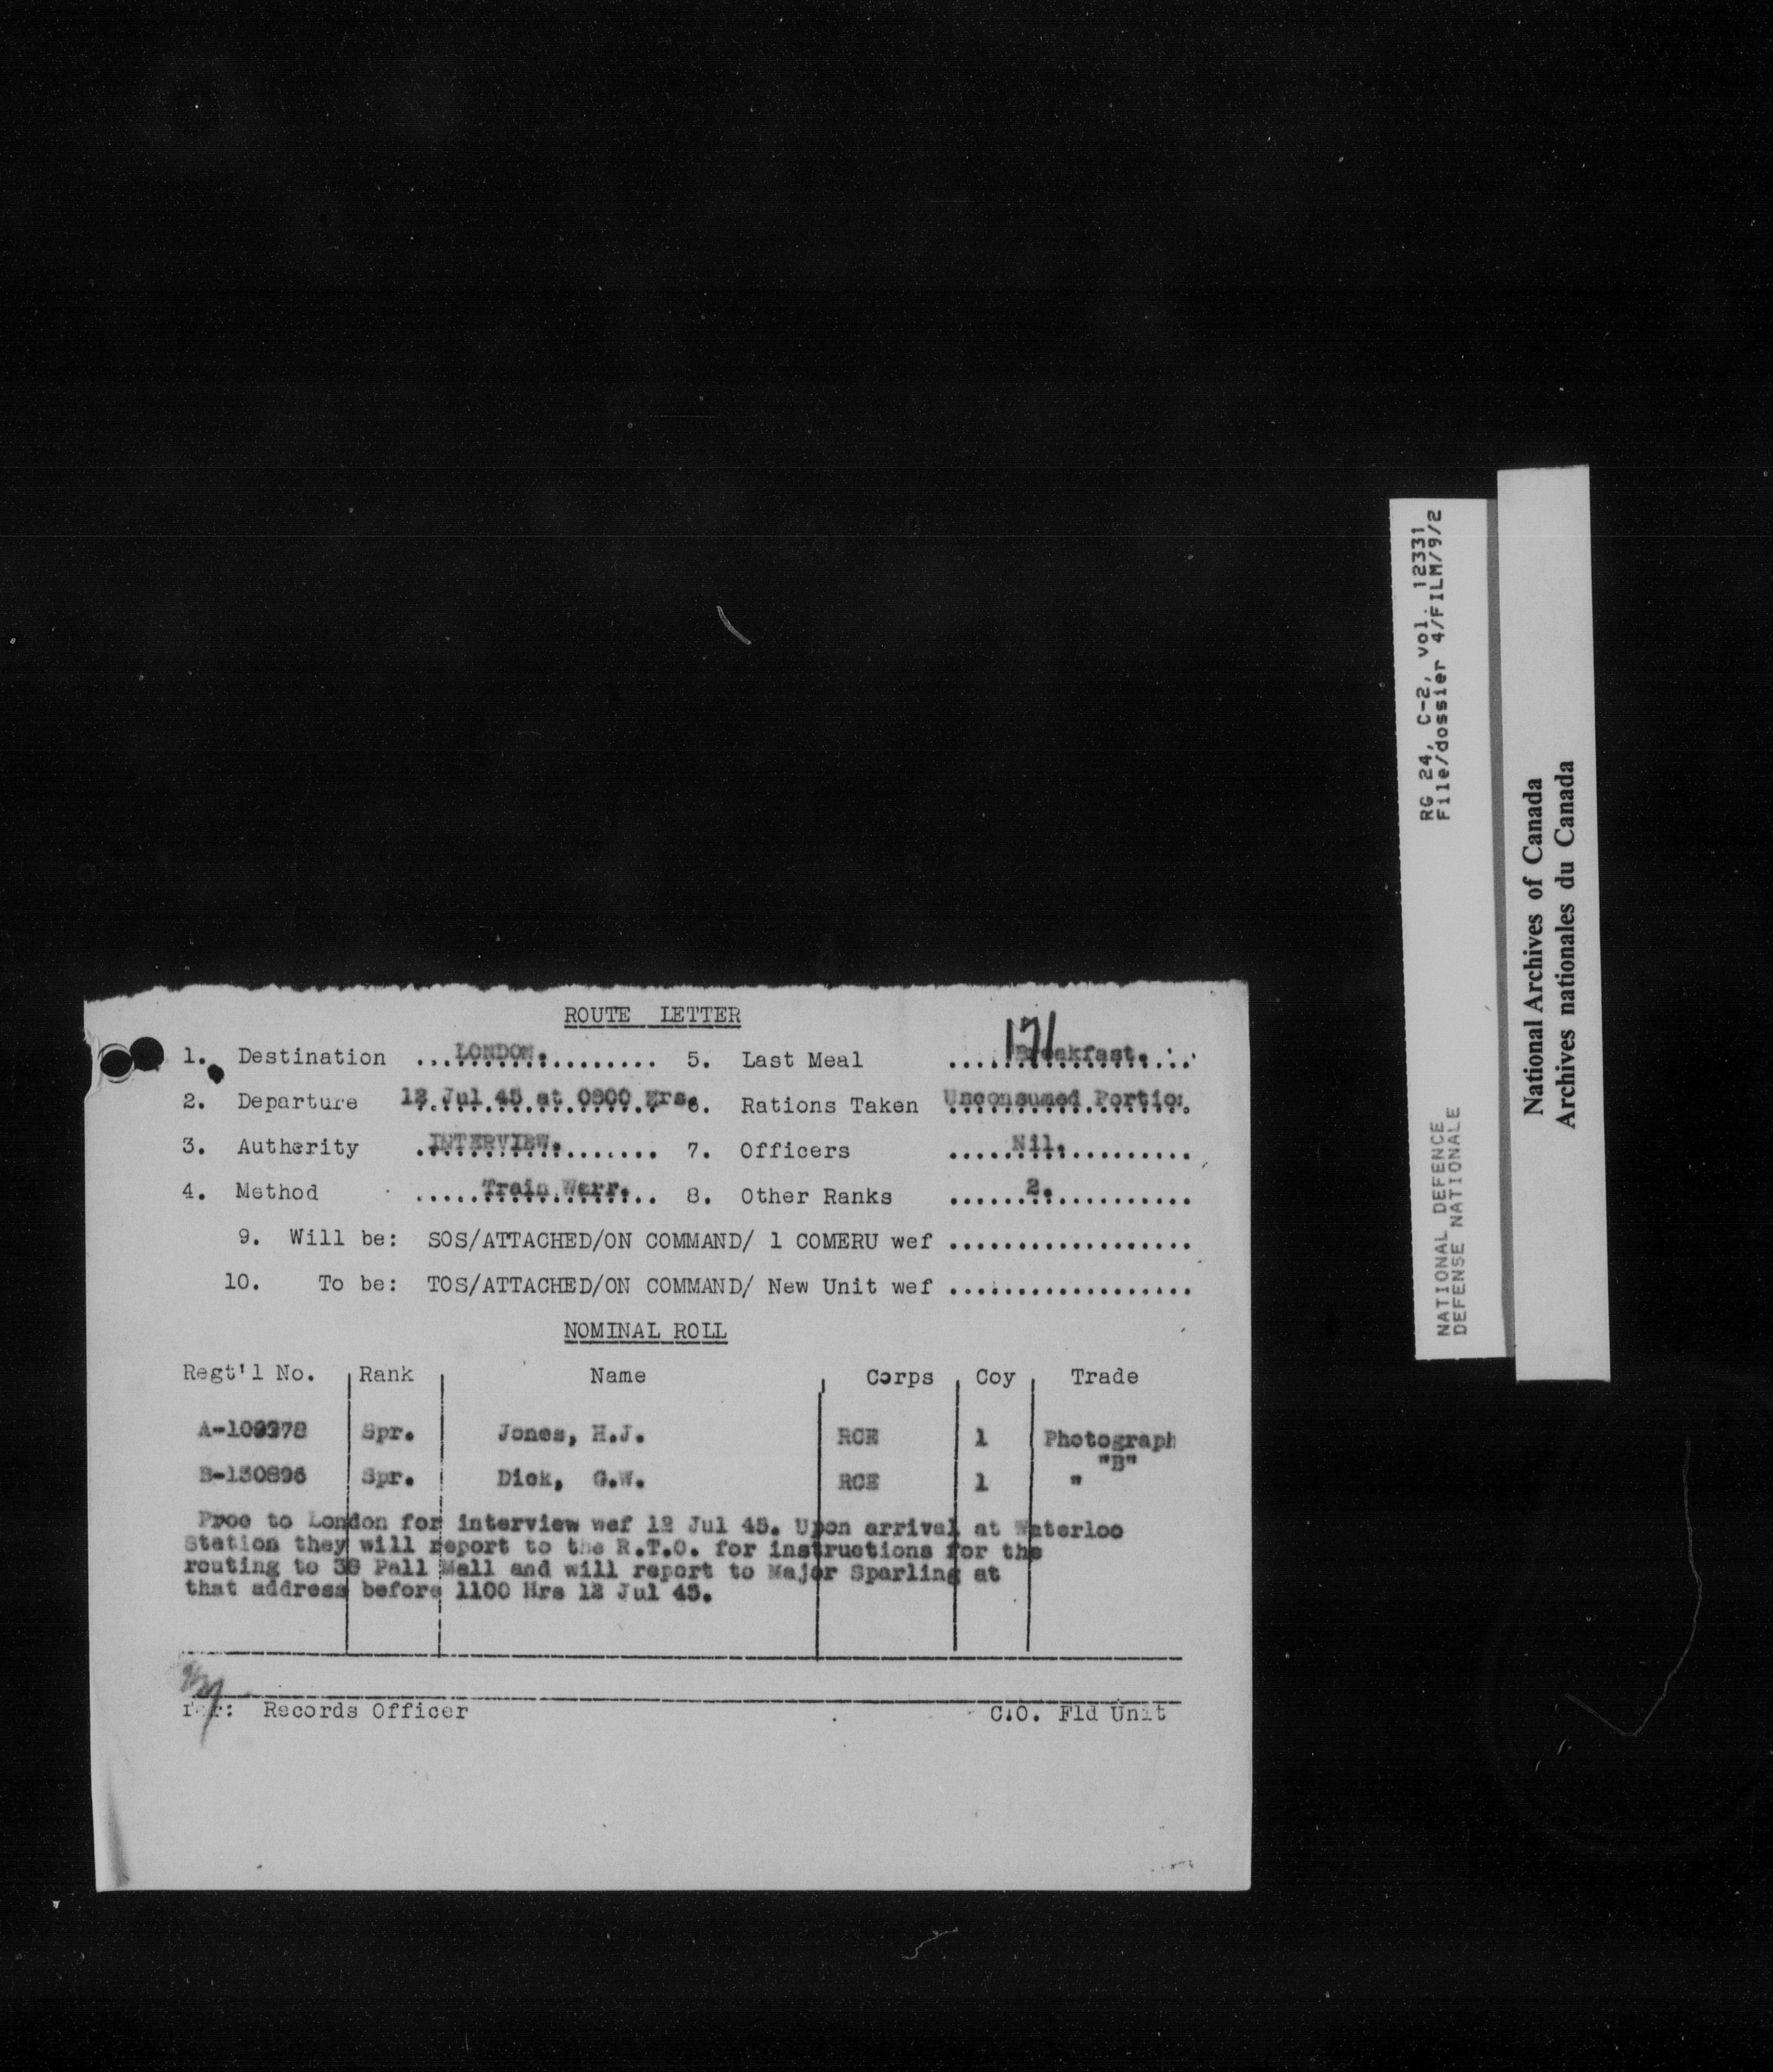 ROUTE LETTER
171
1. Destination ...LONDON.................. 5. Last Meal ....Breakfast.....
2. Departure 12 Jul 45 at 0800 Hrs. 6. Rations Taken Unconsumed Portio
3. Authority .INTERVIEW........ 7. Officers .....Nil...........
4. Method .....Train Warr... 8. Other Ranks ......2...........
9. Will be: SOS/ATTACHED/ON COMMAND/ 1 COMERU wef ..................
10. To be: TOS/ATTACHED/ON COMMAND/ New Unit wef ..................
NOMINAL ROLL
Regt'l No. Rank Name Corps Coy Trade
Spr. Jones, H.J. RCE 1 Photograph
"B"
B-130896 Spr. Dick, G.W. RCE 1 "
Proc to London for interview wef 12 Jul 45. Upon arrival at Waterloo
Station they will report to the R.T.O. for instructions for the
routing to Pall Mall and will report to Major Sparling at
that address before 1100 Hrs 12 Jul 45.
For: Records Officer C.O. Fld Unit
RG 24, C-2, vol. 12331
File/dossier 4/FILM/9/2
NATIONAL DEFENCE
DEFENSE NATIONALE
National Archives of Canada
Archives nationales du Canada